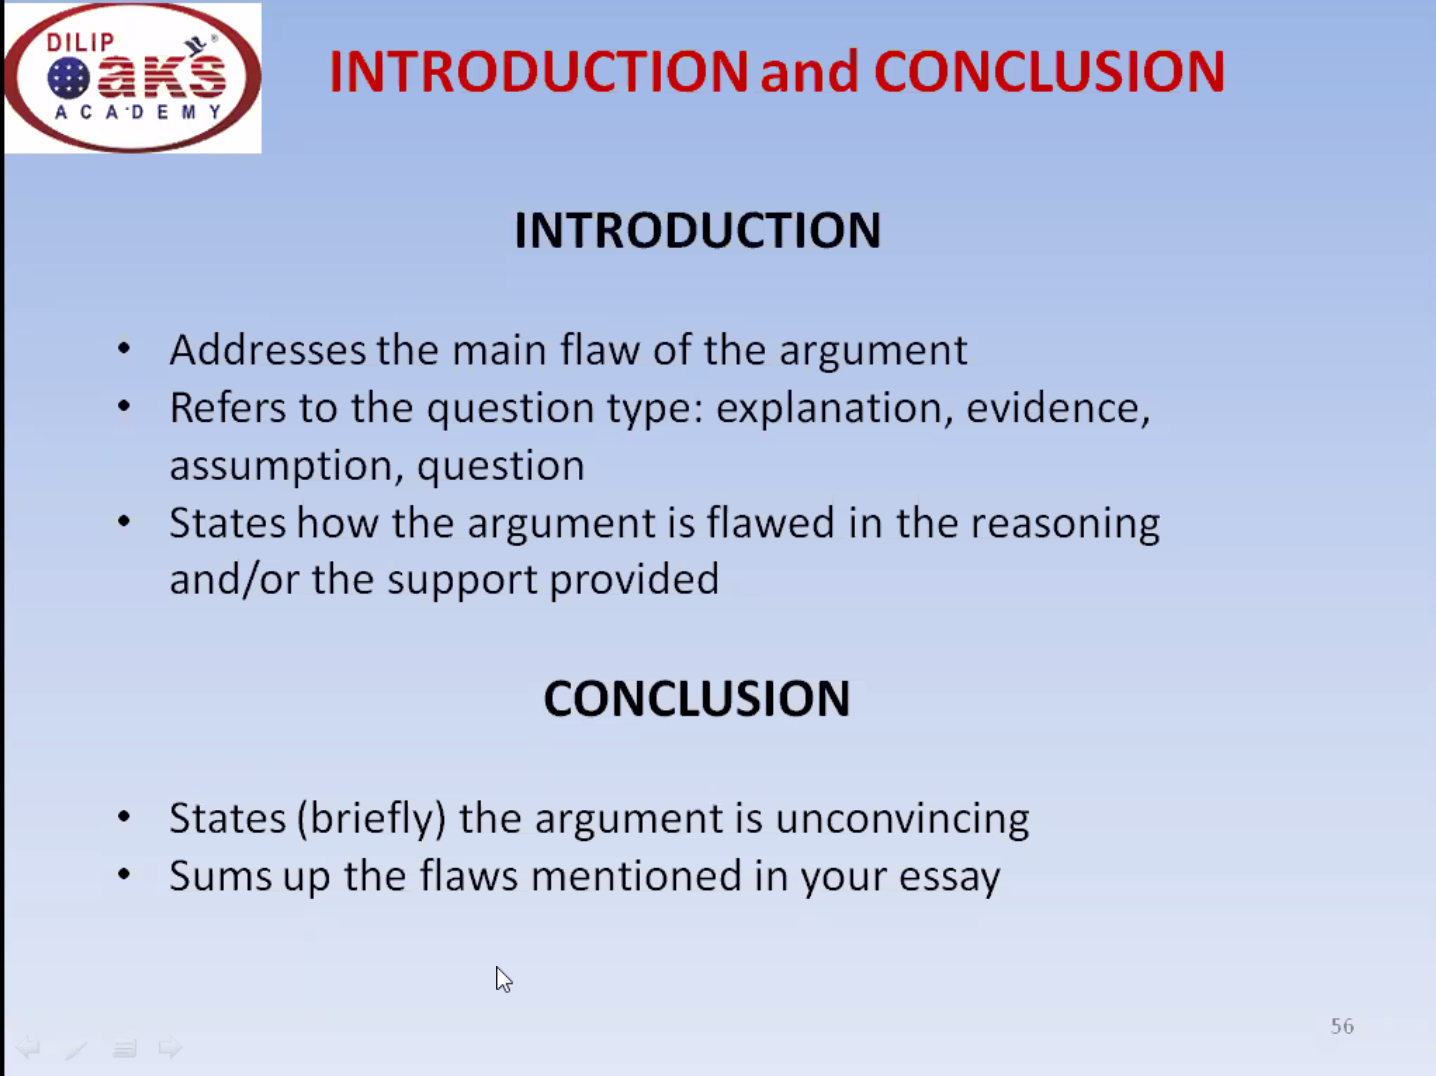 DILIP
Oaks
ACADEMY
INTRODUCTION and CONCLUSION
INTRODUCTION
• Addresses the main flaw of the argument
• Refers to the question type: explanation, evidence,
assumption, question
• States how the argument is flawed in the reasoning
and/or the support provided
CONCLUSION
• States (briefly) the argument is unconvincing
• Sums up the flaws mentioned in your essay
56